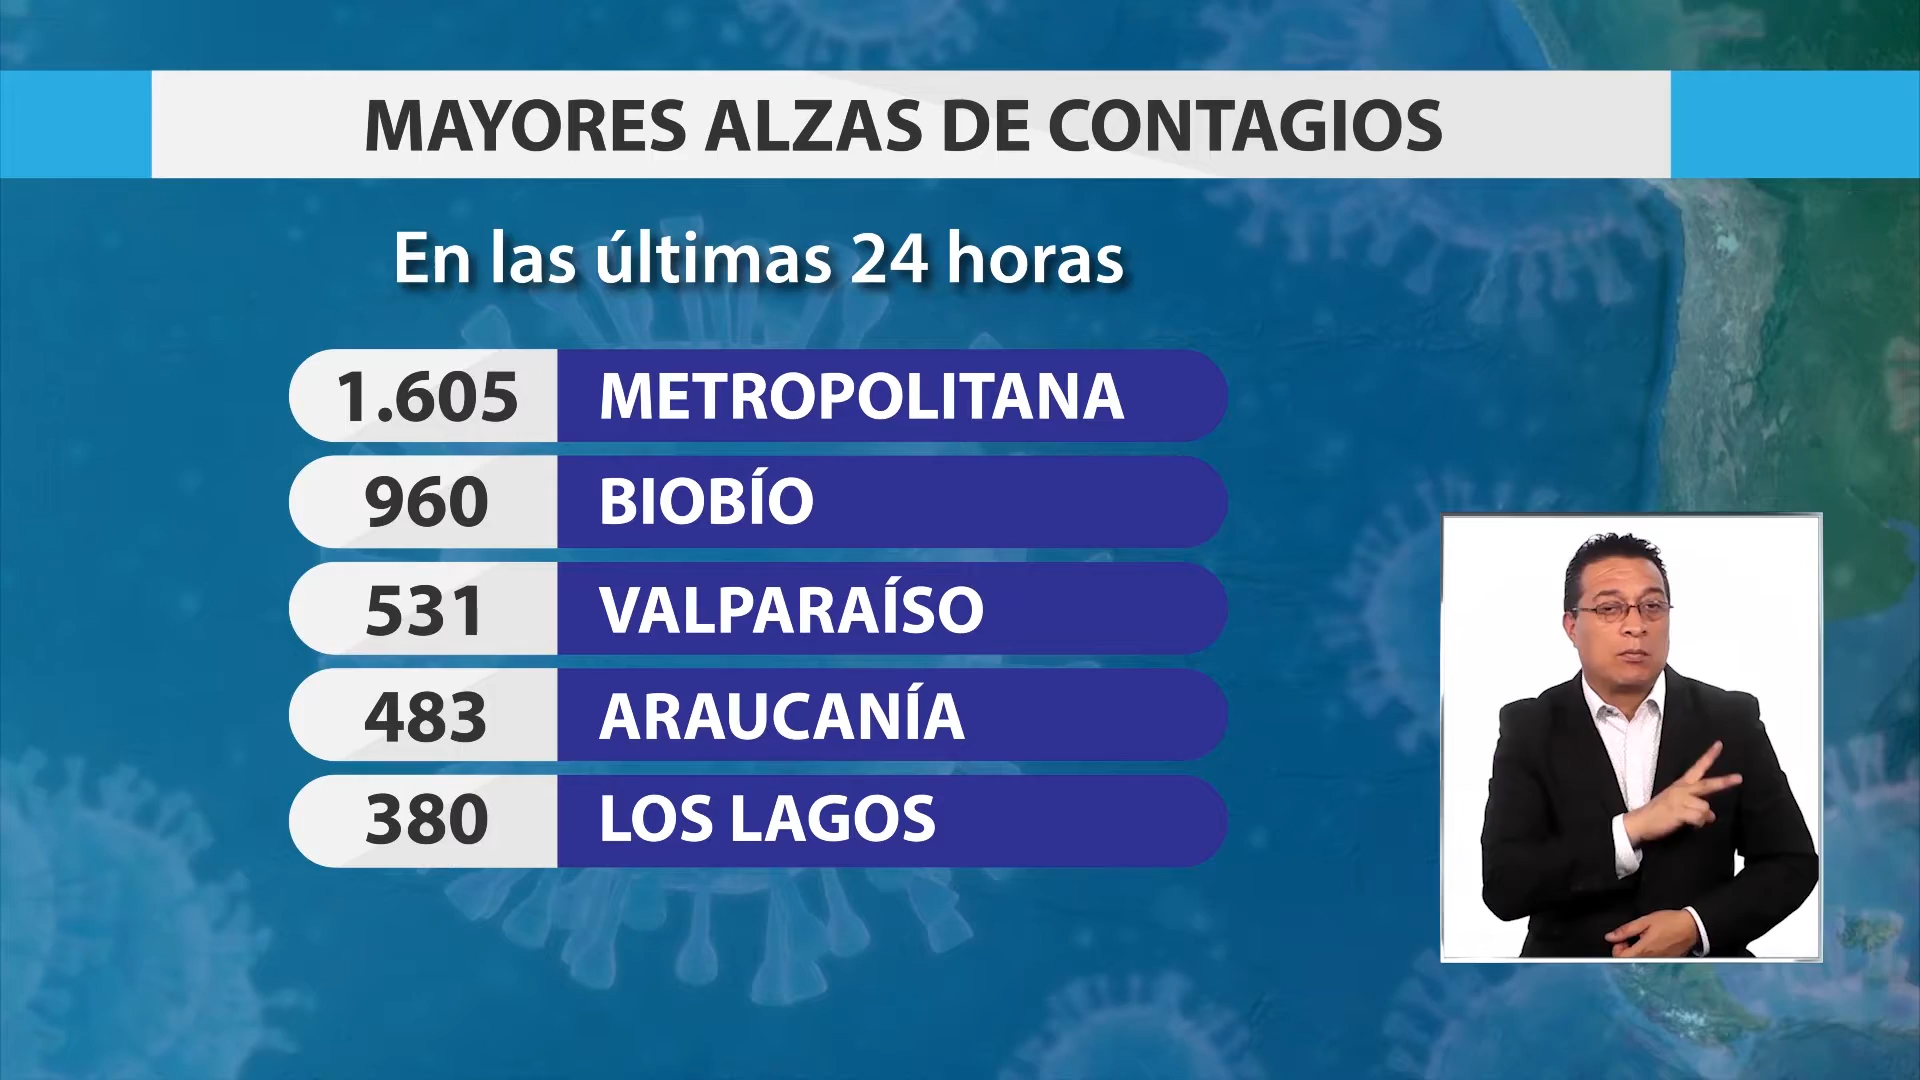 MAYORES ALZAS DE CONTAGIOS
En las últimas 24 horas
1.605 METROPOLITANA
960 BIOBÍO
531 VALPARAÍSO
483 ARAUCANÍA
380 LOS LAGOS